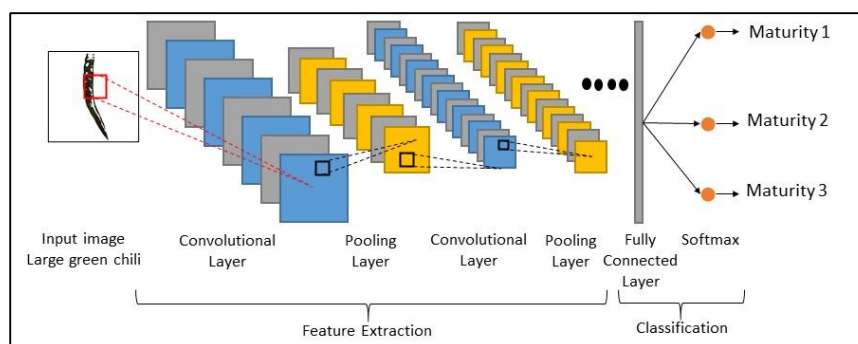 Maturity 1
Maturity 2
Maturity 3
Input image
Large green chili
Convolutional
Layer
Pooling
Layer
Convolutional
Layer
Pooling
Layer
Fully
Connected
Layer
Softmax
Feature Extraction
Classification